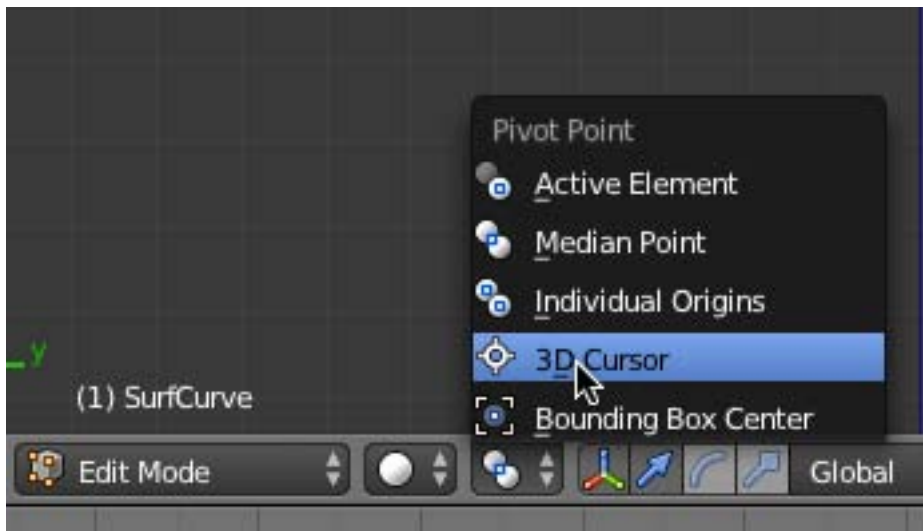 Pivot Point
Active Element
Median Point
Individual Origins
3D Cursor
Bounding Box Center
y
(1) SurfCurve
Edit Mode
Global